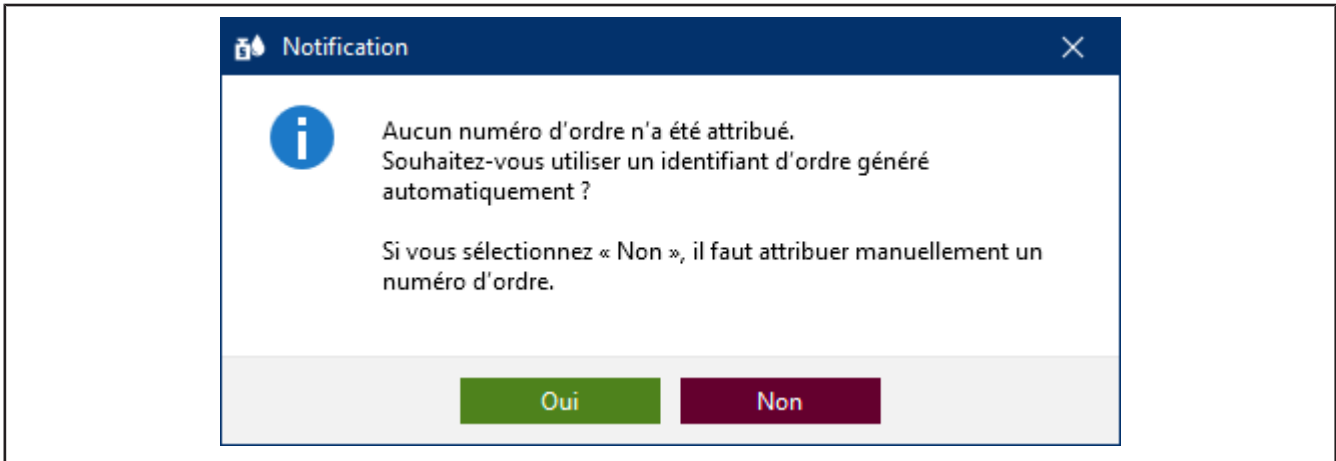 Notification
Aucun numéro d'ordre n'a été attribué.
Souhaitez-vous utiliser un identifiant d'ordre généré
automatiquement ?
Si vous sélectionnez « Non », il faut attribuer manuellement un
numéro d'ordre.
Oui
Non